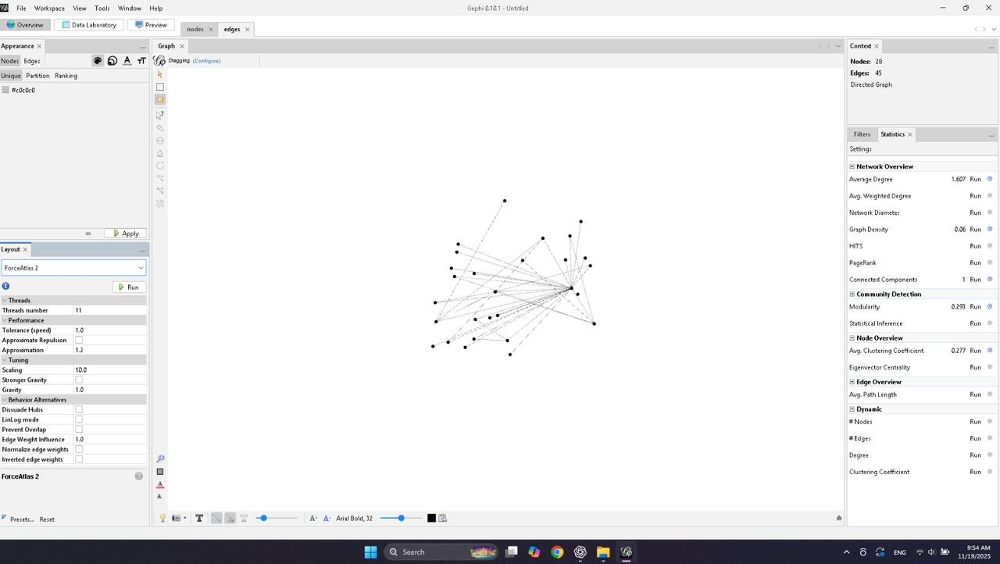 File Workspace View Tools Window Help
Gephi 0.10.1 - Untitled
Overview Data Laboratory Preview
nodes edges
Appearance
Nodes Edges
Unique Partition Ranking
#c0c0c0
Apply
Layout
ForceAtlas 2
Run
Threads
Threads number 11
Performance
Tolerance (speed) 1.0
Approximate Repulsion
Approximation 1.2
Tuning
Scaling 10.0
Stronger Gravity
Gravity 1.0
Behavior Alternatives
Dissuade Hubs
LinLog mode
Prevent Overlap
Edge Weight Influence 1.0
Normalize edge weights
Inverted edge weights
ForceAtlas 2
Presets... Reset
Graph
Dragging (Configure)
Arial Bold, 32
Context
Nodes: 28
Edges: 45
Directed Graph
Filters Statistics
Settings
Network Overview
Average Degree 1.607 Run
Avg. Weighted Degree Run
Network Diameter Run
Graph Density 0.06 Run
HITS Run
PageRank Run
Connected Components 1 Run
Community Detection
Modularity 0.293 Run
Statistical Inference Run
Node Overview
Avg. Clustering Coefficient 0.277 Run
Eigenvector Centrality Run
Edge Overview
Avg. Path Length Run
Dynamic
# Nodes Run
# Edges Run
Degree Run
Clustering Coefficient Run
Search
ENG
9:54 AM
11/19/2025